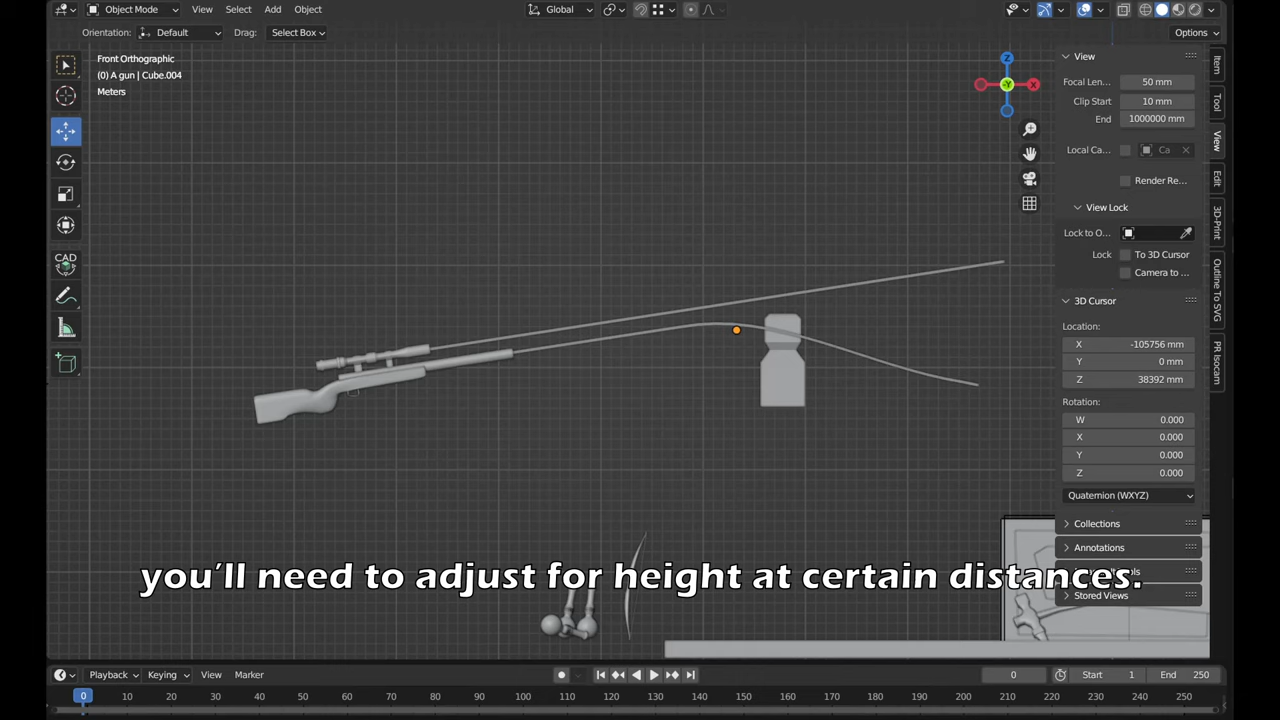 Object Mode View Select Add Object Global Options
Orientation: Default Drag: Select Box
Front Orthographic
(0) A gun | Cube.004
Meters
Z
X
-Y
CAD
View
Focal Len... 50 mm
Clip Start 10 mm
End 1000000 mm
Local Ca... Ca
Render Re...
View Lock
Lock to O...
Lock To 3D Cursor
Camera to ...
3D Cursor
Location:
X -105756 mm
Y 0 mm
Z 38392 mm
Rotation:
W 0.000
X 0.000
Y 0.000
Z 0.000
Quaternion (WXYZ)
Collections
Annotations
Stored Views
Item
Tool
View
Edit
3D-Print
Outline To SVG
PR Isocam
you'll need to adjust for height at certain distances.
Playback Keying View Marker 0 Start 1 End 250
0 10 20 30 40 50 60 70 80 90 100 110 120 130 140 150 160 170 180 190 200 210 220 230 240 250